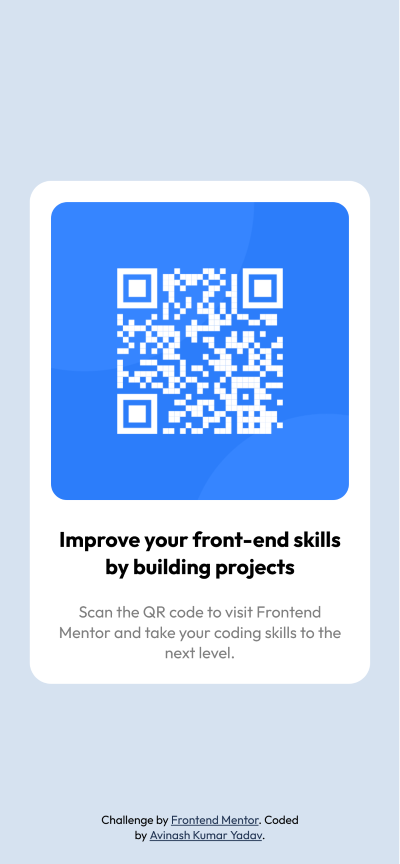 Improve your front-end skills
by building projects
Scan the QR code to visit Frontend
Mentor and take your coding skills to the
next level.
Challenge by Frontend Mentor. Coded
by Avinash Kumar Yadav.